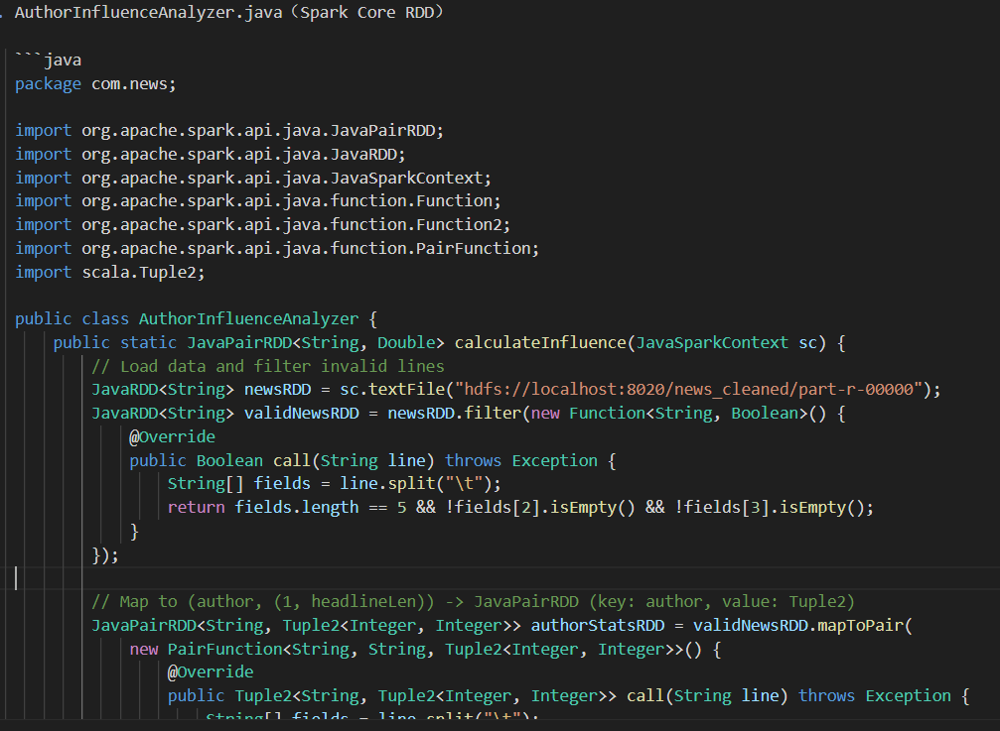 . AuthorInfluenceAnalyzer.java（Spark Core RDD）
```java
package com.news;
import org.apache.spark.api.java.JavaPairRDD;
import org.apache.spark.api.java.JavaRDD;
import org.apache.spark.api.java.JavaSparkContext;
import org.apache.spark.api.java.function.Function;
import org.apache.spark.api.java.function.Function2;
import org.apache.spark.api.java.function.PairFunction;
import scala.Tuple2;
public class AuthorInfluenceAnalyzer {
    public static JavaPairRDD<String, Double> calculateInfluence(JavaSparkContext sc) {
        // Load data and filter invalid lines
        JavaRDD<String> newsRDD = sc.textFile("hdfs://localhost:8020/news_cleaned/part-r-00000");
        JavaRDD<String> validNewsRDD = newsRDD.filter(new Function<String, Boolean>() {
            @Override
            public Boolean call(String line) throws Exception {
                String[] fields = line.split("\t");
                return fields.length == 5 && !fields[2].isEmpty() && !fields[3].isEmpty();
            }
        });
        // Map to (author, (1, headlineLen)) -> JavaPairRDD (key: author, value: Tuple2)
        JavaPairRDD<String, Tuple2<Integer, Integer>> authorStatsRDD = validNewsRDD.mapToPair(
            new PairFunction<String, String, Tuple2<Integer, Integer>>() {
                @Override
                public Tuple2<String, Tuple2<Integer, Integer>> call(String line) throws Exception {
                    String[] fields = line.split("\t");